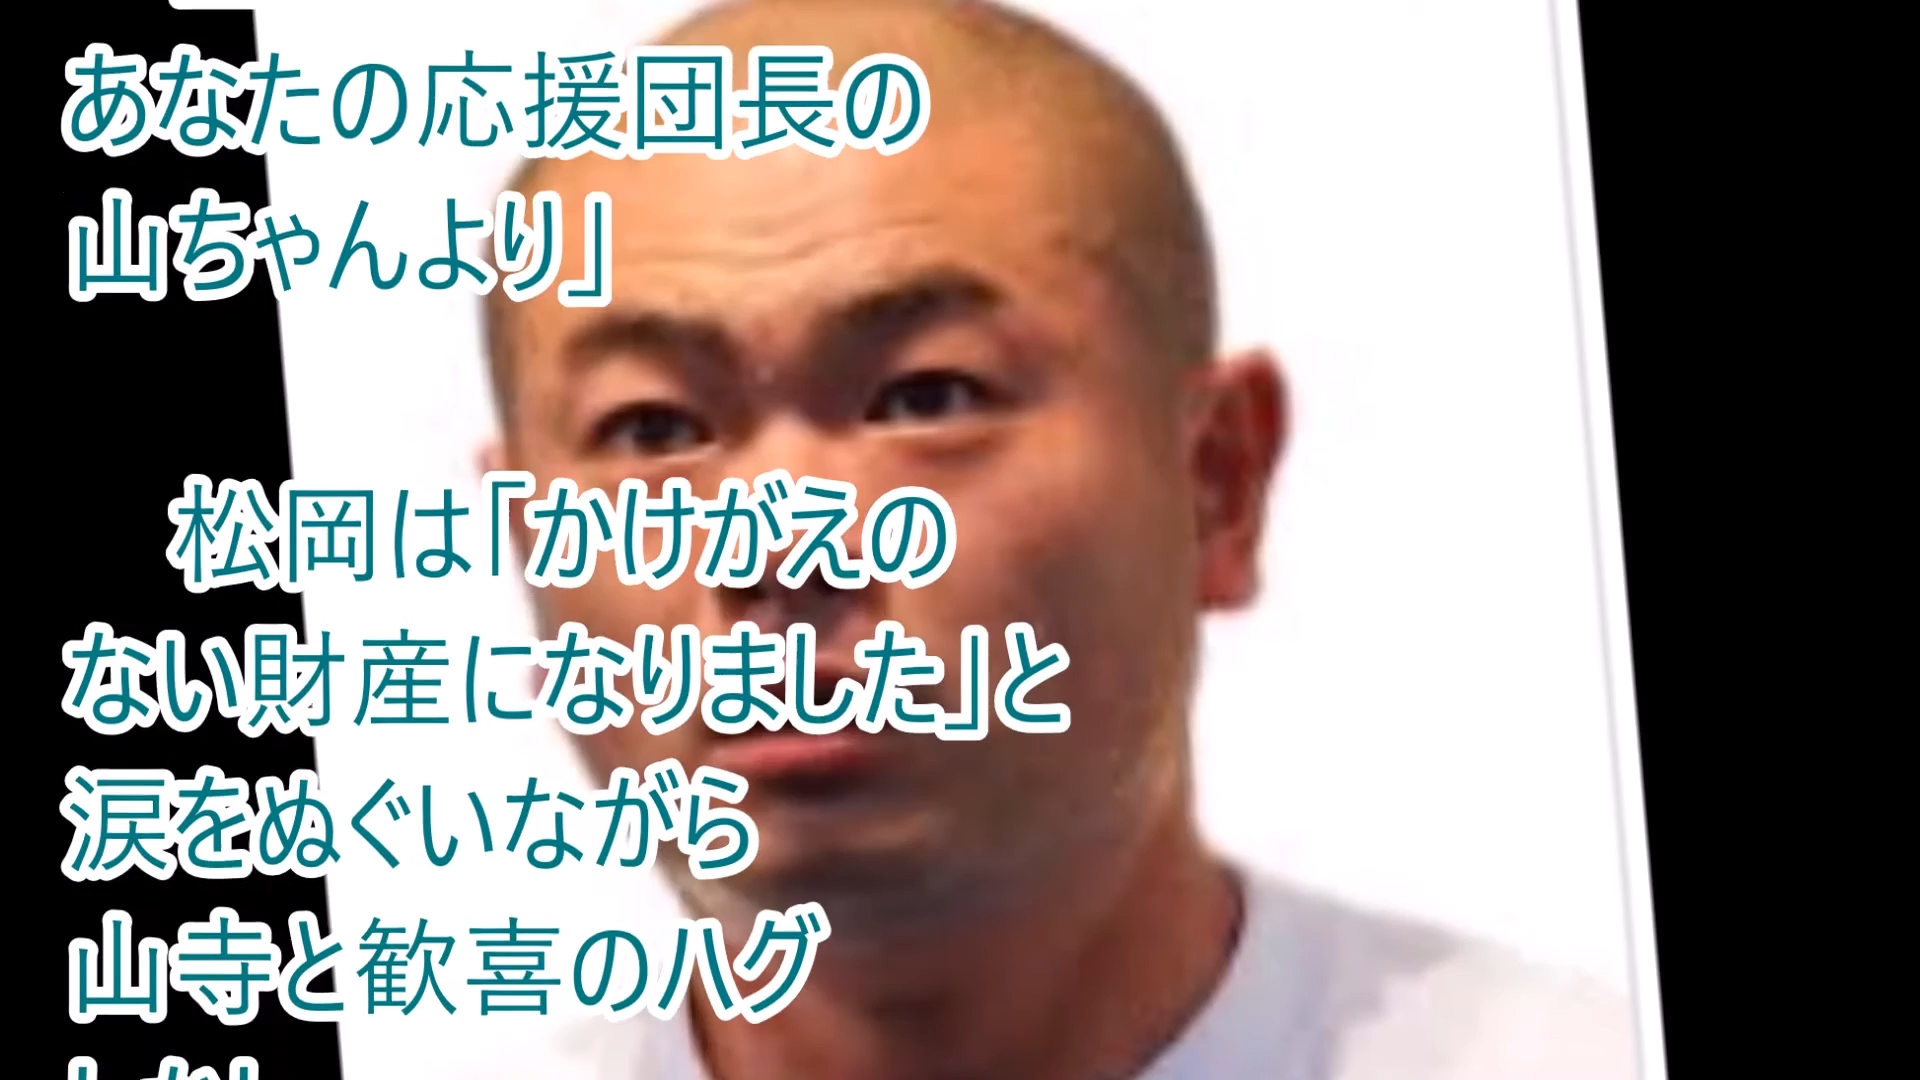 あなたの応援団長の
山ちゃんより」
松岡は「かけがえの
ない財産になりました」と
涙をぬぐいながら
山寺と歓喜のハグ